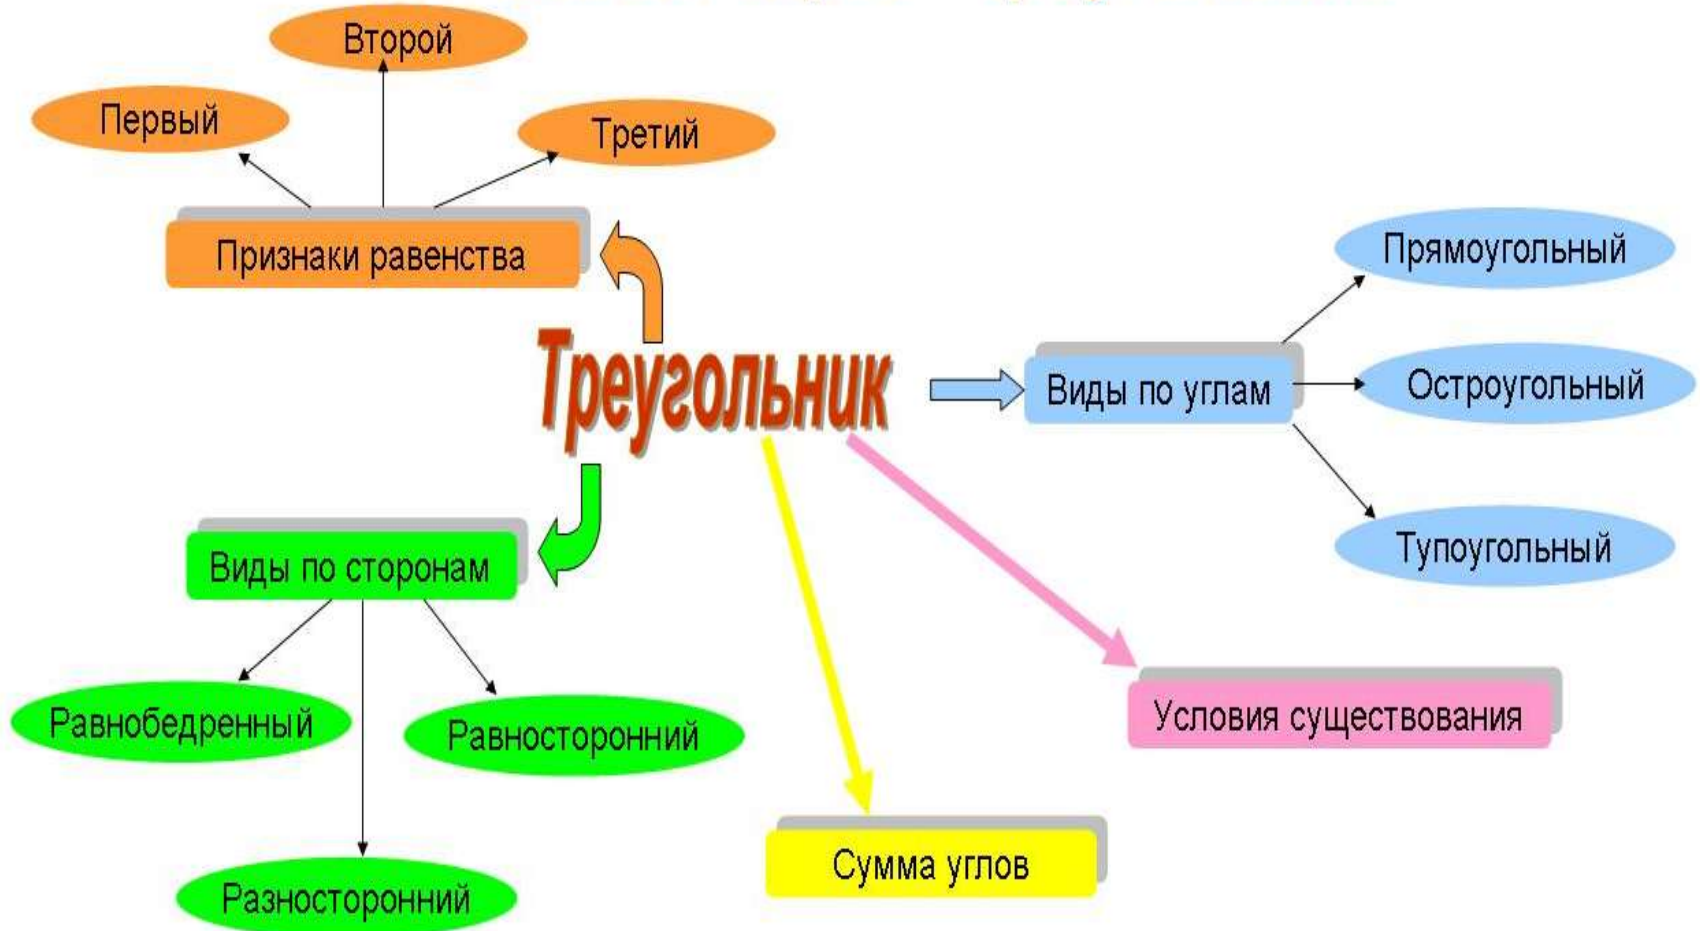 Второй
Первый
Третий
Признаки равенства
Прямоугольный
Треугольник
Виды по углам
Остроугольный
Тупоугольный
Виды по сторонам
Равнобедренный
Равносторонний
Условия существования
Сумма углов
Разносторонний